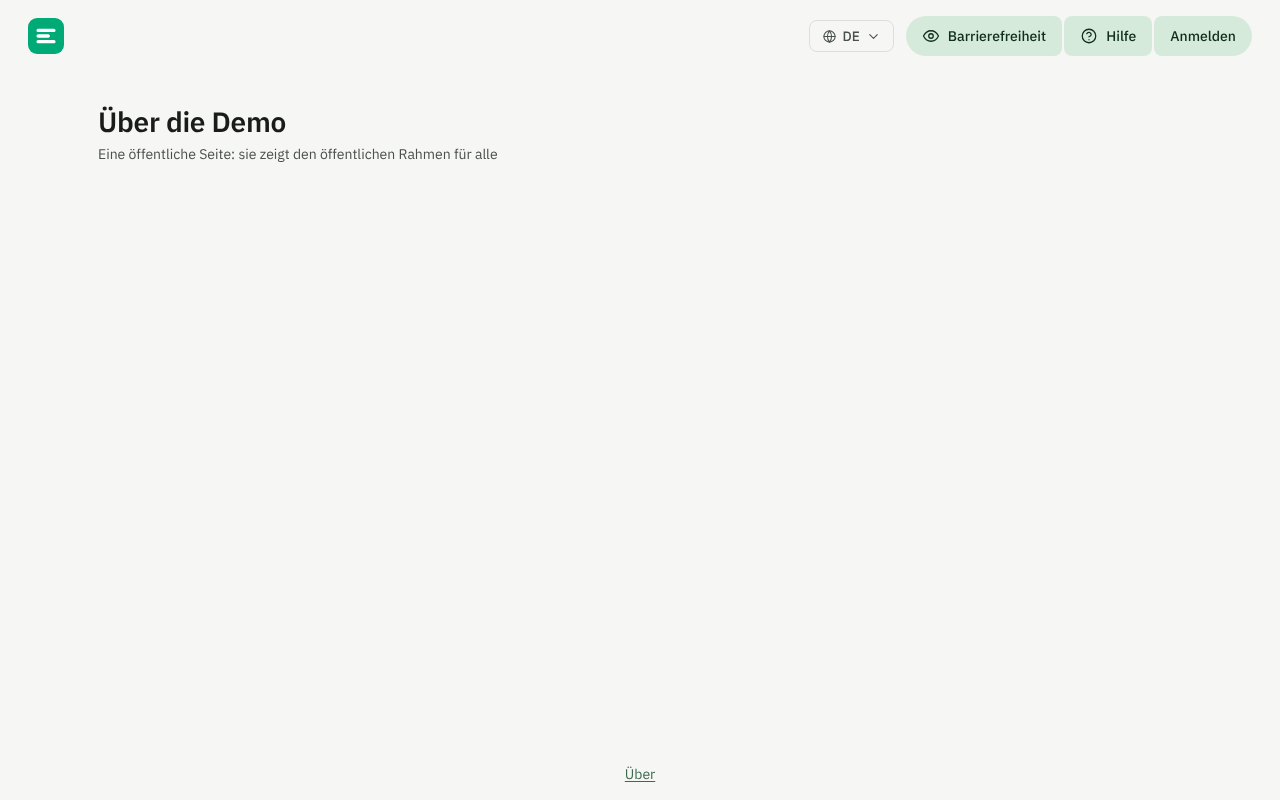 DE
Barrierefreiheit
Hilfe
Anmelden
Über die Demo
Eine öffentliche Seite: sie zeigt den öffentlichen Rahmen für alle
Über